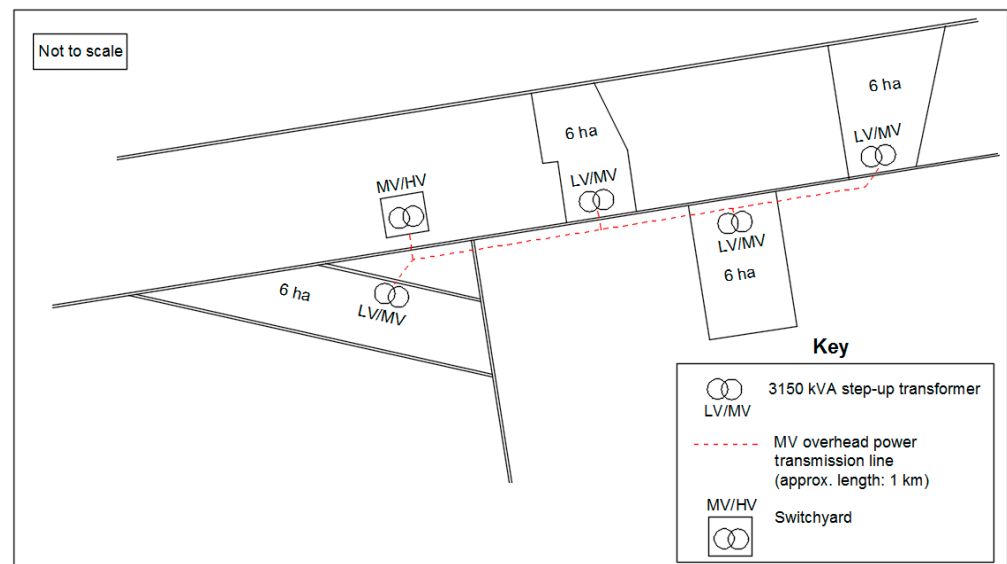 Not to scale
6 ha
6 ha
LV/MV
LV/MV
MV/HV
LV/MV
6 ha
6 ha
LV/MV
Key
3150 kVA step-up transformer
LV/MV
MV overhead power
transmission line
(approx. length: 1 km)
MV/HV
Switchyard